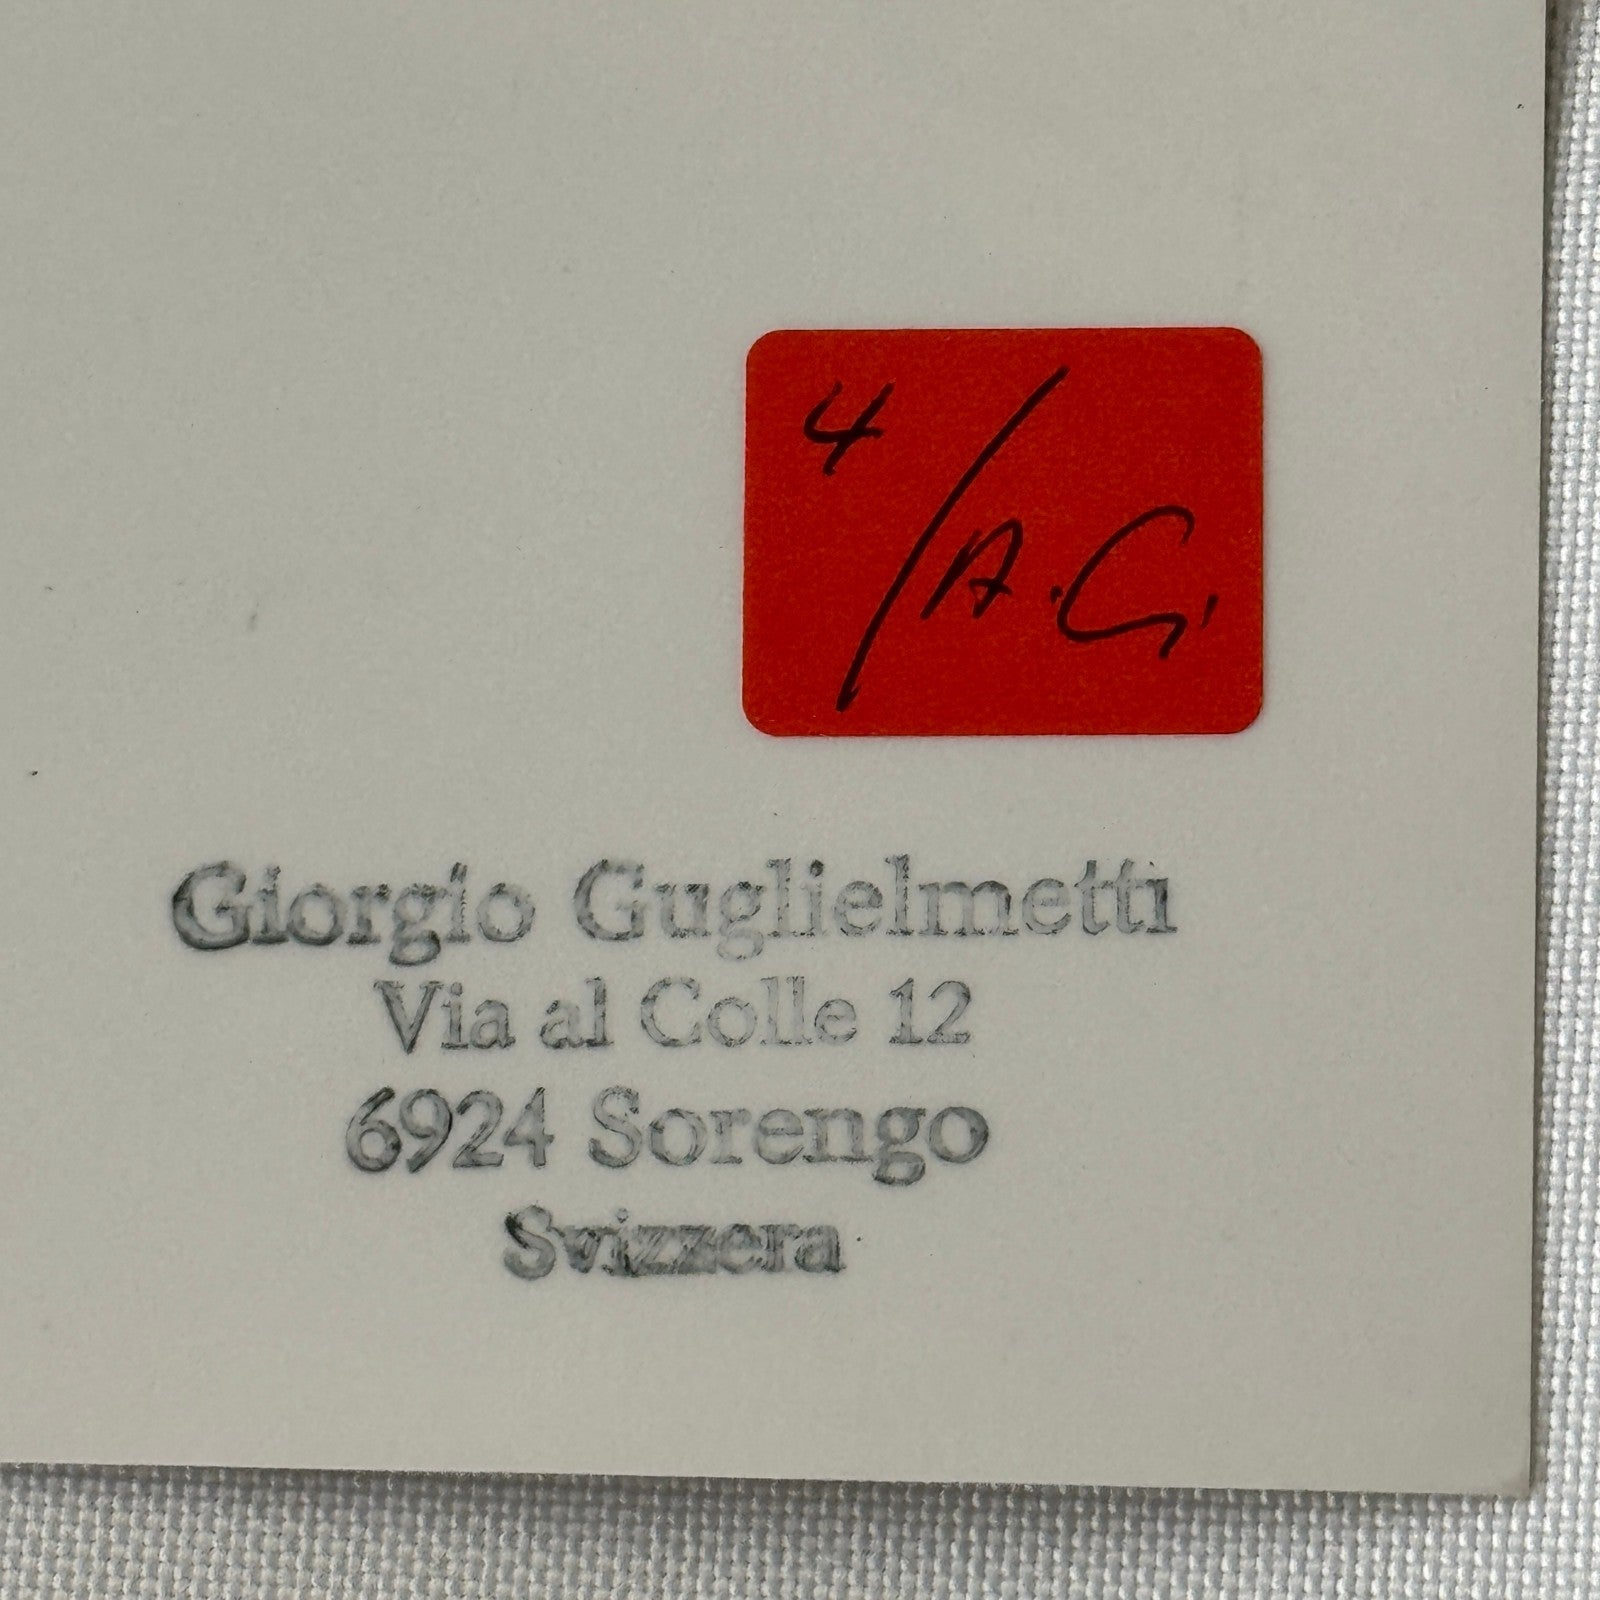 4/A.G.
Giorgio Guglielmetti
Via al Colle 12
6924 Sorengo
Svizzera